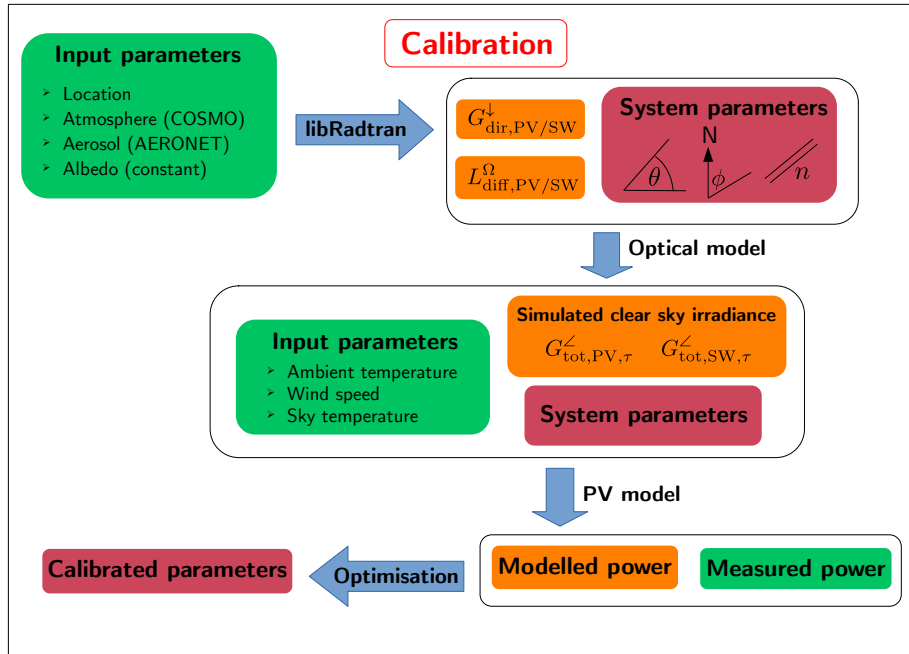 Calibration
Input parameters
➢ Location
➢ Atmosphere (COSMO)
➢ Aerosol (AERONET)
➢ Albedo (constant)
libRadtran
G↓dir,PV/SW
LΩdiff,PV/SW
System parameters
θ
N
ϕ
n
Optical model
Input parameters
➢ Ambient temperature
➢ Wind speed
➢ Sky temperature
Simulated clear sky irradiance
G∠tot,PV,τ G∠tot,SW,τ
System parameters
PV model
Modelled power
Measured power
Optimisation
Calibrated parameters